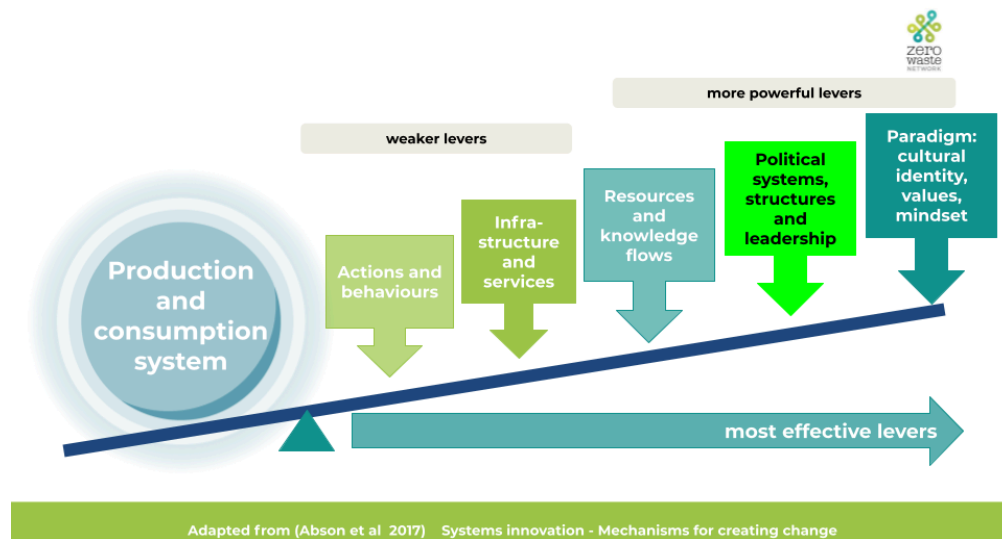 zero
waste
NETWORK
more powerful levers
weaker levers
Production
and
consumption
system
Actions and
behaviours
Infra-
structure
and
services
Resources
and
knowledge
flows
Political
systems,
structures
and
leadership
Paradigm:
cultural
identity,
values,
mindset
most effective levers
Adapted from (Abson et al  2017)    Systems innovation - Mechanisms for creating change